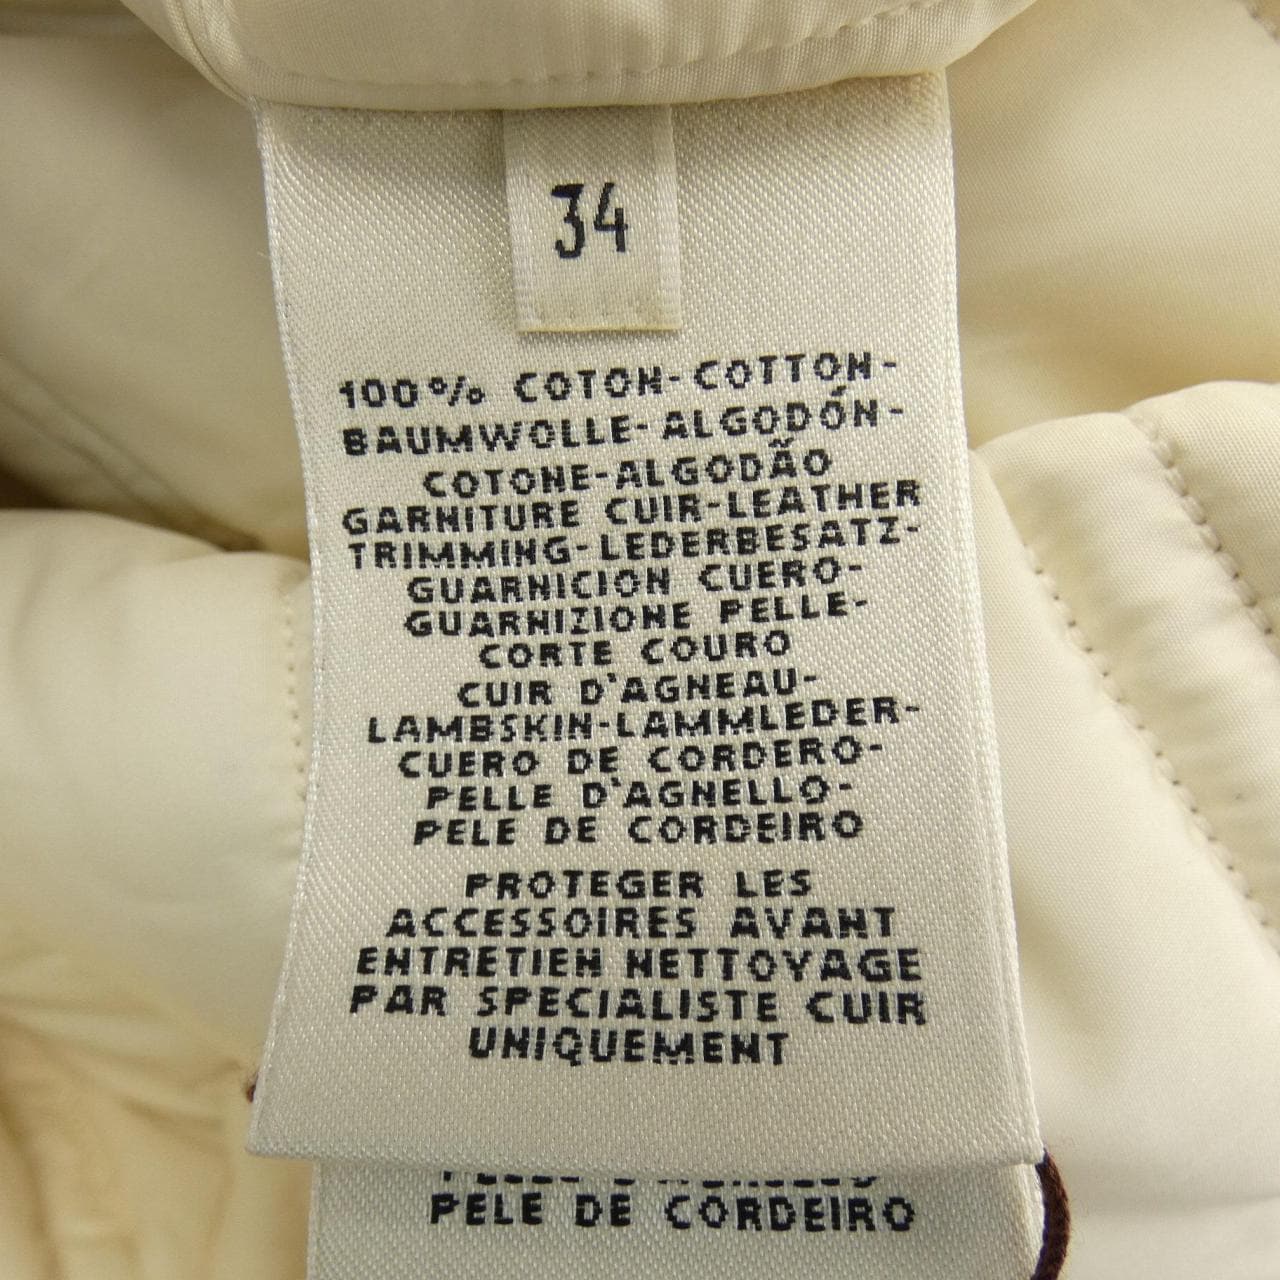 34
100% COTON-COTTON-
BAUMWOLLE-ALGODÓN-
COTONE-ALGODÃO
GARNITURE CUIR-LEATHER
TRIMMING-LEDERBESATZ-
GUARNICION CUERO-
GUARNIZIONE PELLE-
CORTE COURO
CUIR D'AGNEAU-
LAMBSKIN-LAMMLEDER-
CUERO DE CORDERO-
PELLE D'AGNELLO-
PELE DE CORDEIRO
PROTEGER LES
ACCESSOIRES AVANT
ENTRETIEN NETTOYAGE
PAR SPECIALISTE CUIR
UNIQUEMENT
PELE DE CORDEIRO